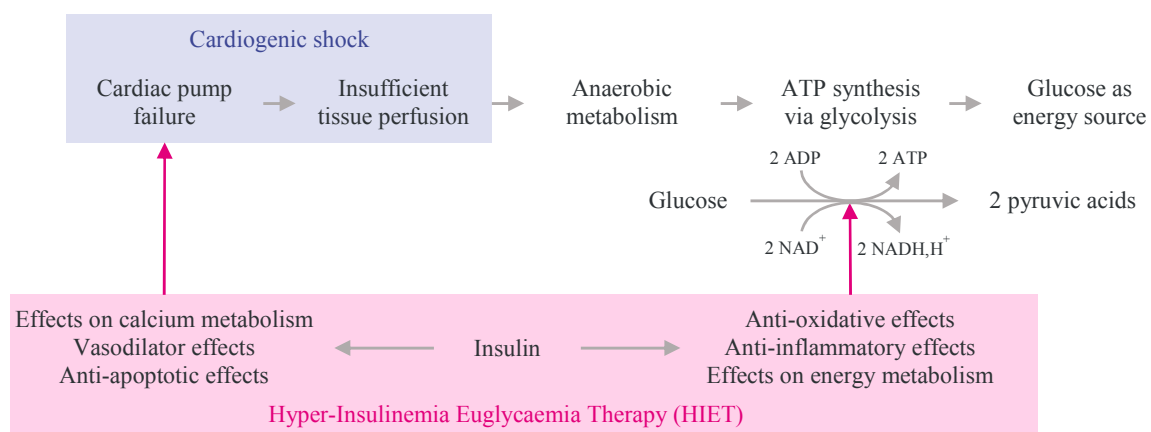 Cardiogenic shock
Cardiac pump
failure
Insufficient
tissue perfusion
Anaerobic
metabolism
ATP synthesis
via glycolysis
Glucose as
energy source
2 ADP
2 ATP
Glucose
2 pyruvic acids
2 NAD+
2 NADH,H+
Effects on calcium metabolism
Vasodilator effects
Anti-apoptotic effects
Insulin
Anti-oxidative effects
Anti-inflammatory effects
Effects on energy metabolism
Hyper-Insulinemia Euglycaemia Therapy (HIET)